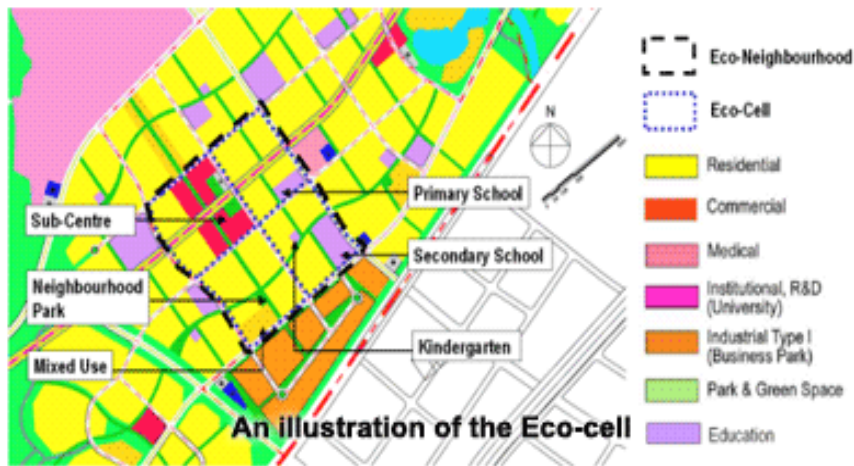 Eco-Neighbourhood
N
Eco-Cell
Residential
Primary School
Sub-Centre
Commercial
Secondary School
Medical
Neighbourhood
Park
Institutional, R&D
(University)
Industrial Type I
(Business Park)
Kindergarten
Mixed Use
Park & Green Space
An illustration of the Eco-cell
Education